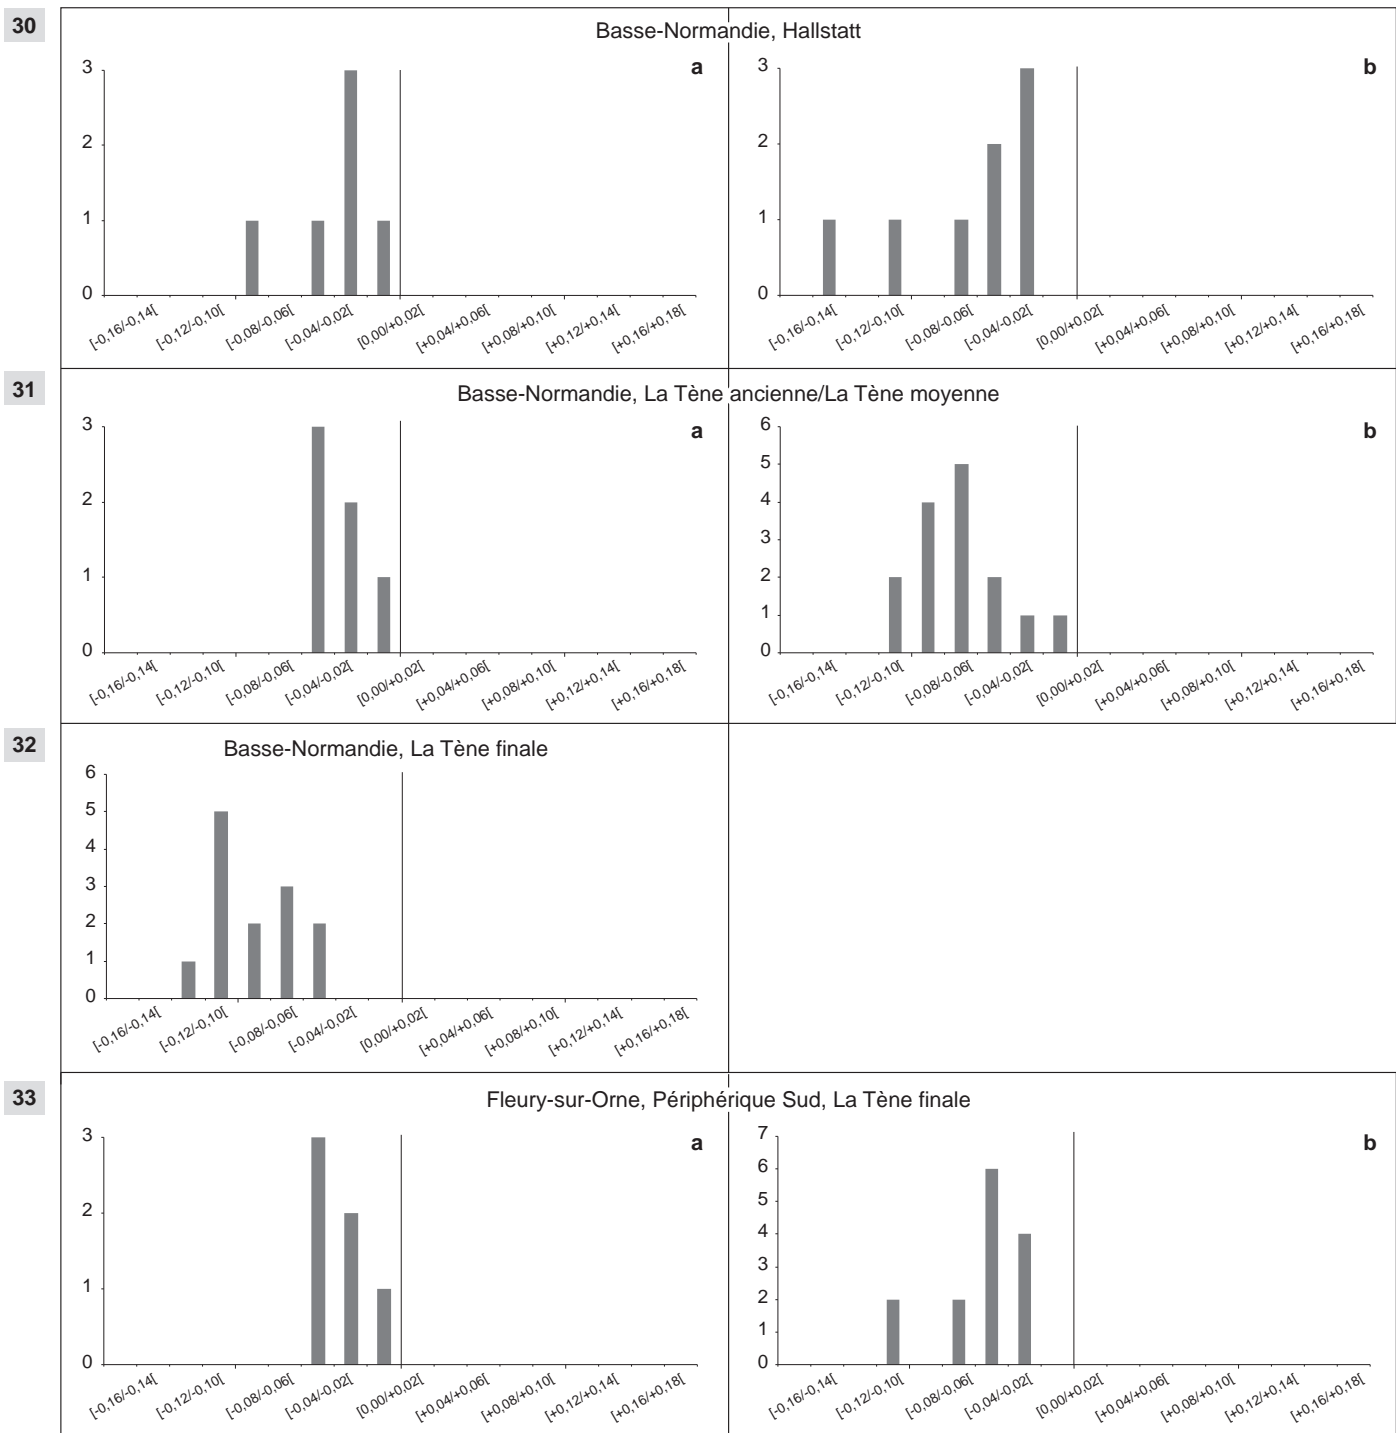 30
Basse-Normandie, Hallstatt
a
3
2
1
0
[-0,16/-0,14[ [-0,12/-0,10[ [-0,08/-0,06[ [-0,04/-0,02[ [0,00/+0,02[ [+0,04/+0,06[ [+0,08/+0,10[ [+0,12/+0,14[ [+0,16/+0,18[
b
3
2
1
0
[-0,16/-0,14[ [-0,12/-0,10[ [-0,08/-0,06[ [-0,04/-0,02[ [0,00/+0,02[ [+0,04/+0,06[ [+0,08/+0,10[ [+0,12/+0,14[ [+0,16/+0,18[
31
Basse-Normandie, La Tène ancienne/La Tène moyenne
a
3
2
1
0
[-0,16/-0,14[ [-0,12/-0,10[ [-0,08/-0,06[ [-0,04/-0,02[ [0,00/+0,02[ [+0,04/+0,06[ [+0,08/+0,10[ [+0,12/+0,14[ [+0,16/+0,18[
b
6
5
4
3
2
1
0
[-0,16/-0,14[ [-0,12/-0,10[ [-0,08/-0,06[ [-0,04/-0,02[ [0,00/+0,02[ [+0,04/+0,06[ [+0,08/+0,10[ [+0,12/+0,14[ [+0,16/+0,18[
32
Basse-Normandie, La Tène finale
6
5
4
3
2
1
0
[-0,16/-0,14[ [-0,12/-0,10[ [-0,08/-0,06[ [-0,04/-0,02[ [0,00/+0,02[ [+0,04/+0,06[ [+0,08/+0,10[ [+0,12/+0,14[ [+0,16/+0,18[
33
Fleury-sur-Orne, Périphérique Sud, La Tène finale
a
3
2
1
0
[-0,16/-0,14[ [-0,12/-0,10[ [-0,08/-0,06[ [-0,04/-0,02[ [0,00/+0,02[ [+0,04/+0,06[ [+0,08/+0,10[ [+0,12/+0,14[ [+0,16/+0,18[
b
7
6
5
4
3
2
1
0
[-0,16/-0,14[ [-0,12/-0,10[ [-0,08/-0,06[ [-0,04/-0,02[ [0,00/+0,02[ [+0,04/+0,06[ [+0,08/+0,10[ [+0,12/+0,14[ [+0,16/+0,18[